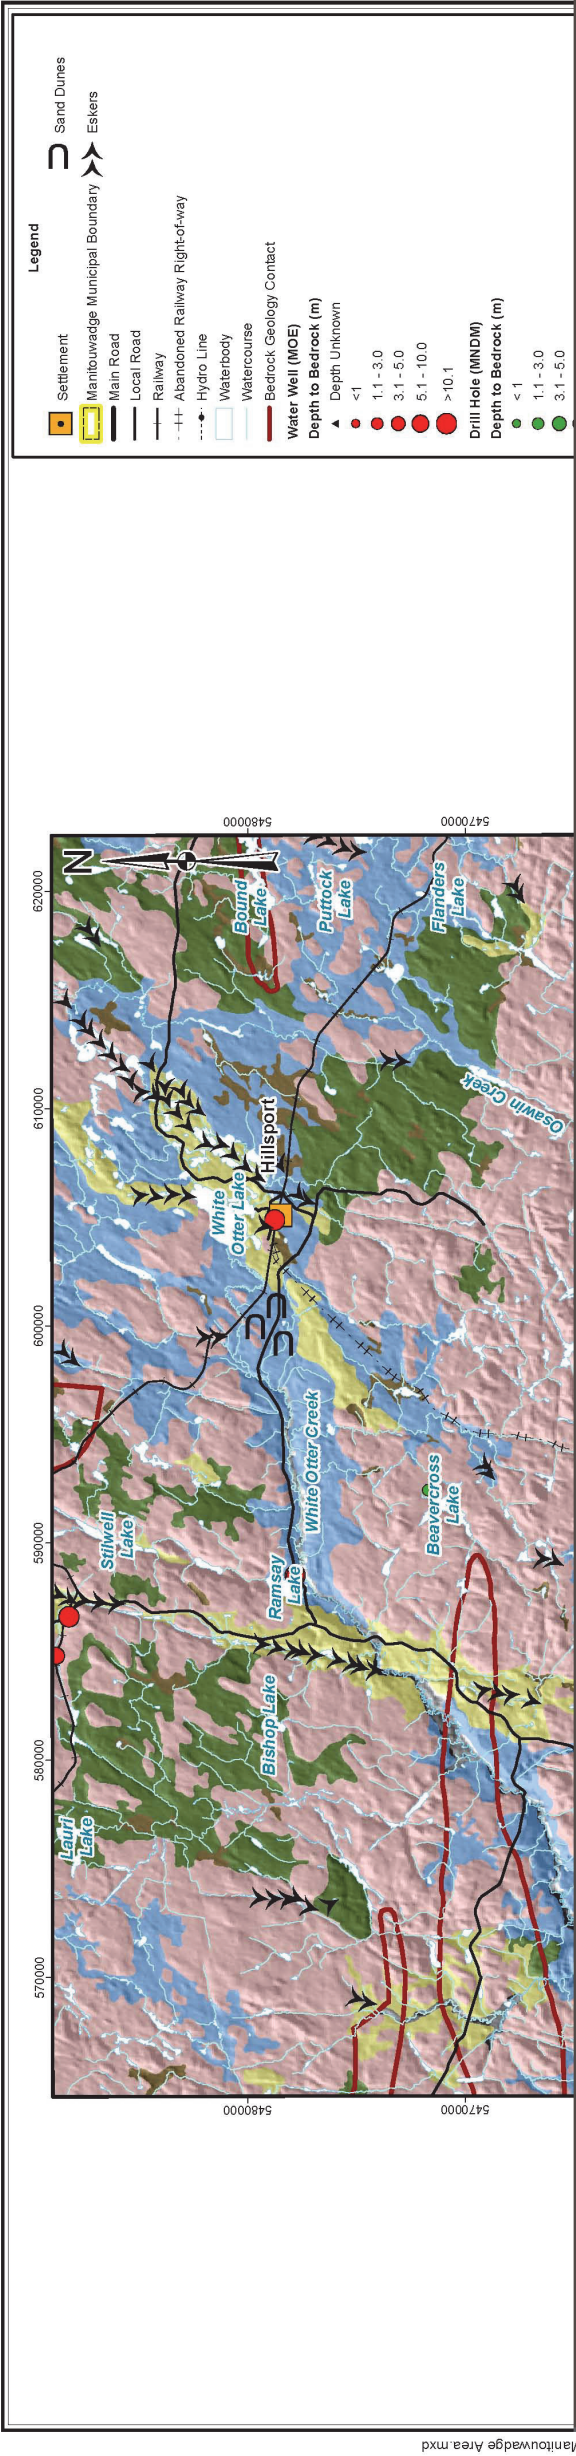 Legend
Settlement
Manitouwadge Municipal Boundary
Main Road
Local Road
Railway
Abandoned Railway Right-of-way
Hydro Line
Waterbody
Watercourse
Bedrock Geology Contact
Water Well (MOE)
Depth to Bedrock (m)
Depth Unknown
<1
1.1 - 3.0
3.1 - 5.0
5.1 - 10.0
>10.1
Drill Hole (MNDM)
Depth to Bedrock (m)
< 1
1.1 - 3.0
3.1 - 5.0
Sand Dunes
Eskers
570000
580000
590000
600000
610000
620000
5480000
5470000
5480000
5470000
N
Lauri
Lake
Stilwell
Lake
Bishop Lake
Ramsay
Lake
White Otter Creek
Beavercross
Lake
White
Otter Lake
Hillsport
Osawin Creek
Bound
Lake
Puttock
Lake
Flanders
Lake
Manitouwadge Area.mxd